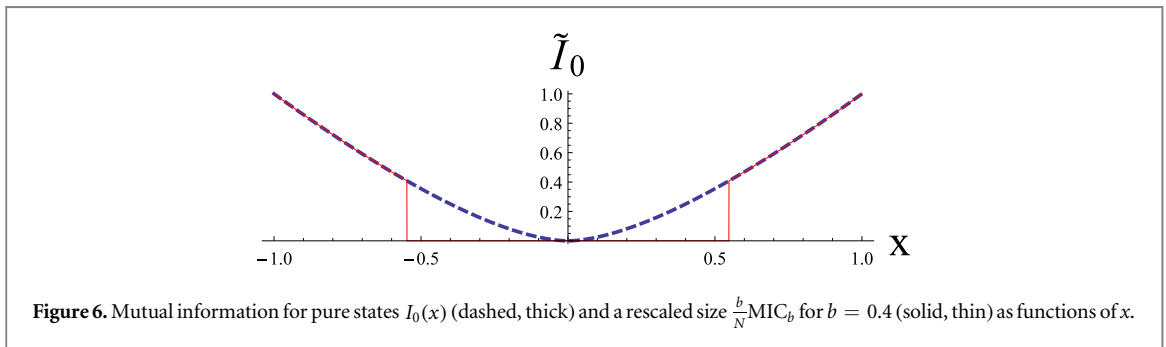 Ĩ₀
1.0
0.8
0.6
0.4
0.2
−1.0 −0.5 0.5 1.0 x
Figure 6. Mutual information for pure states I₀(x) (dashed, thick) and a rescaled size b/N MIC_b for b = 0.4 (solid, thin) as functions of x.